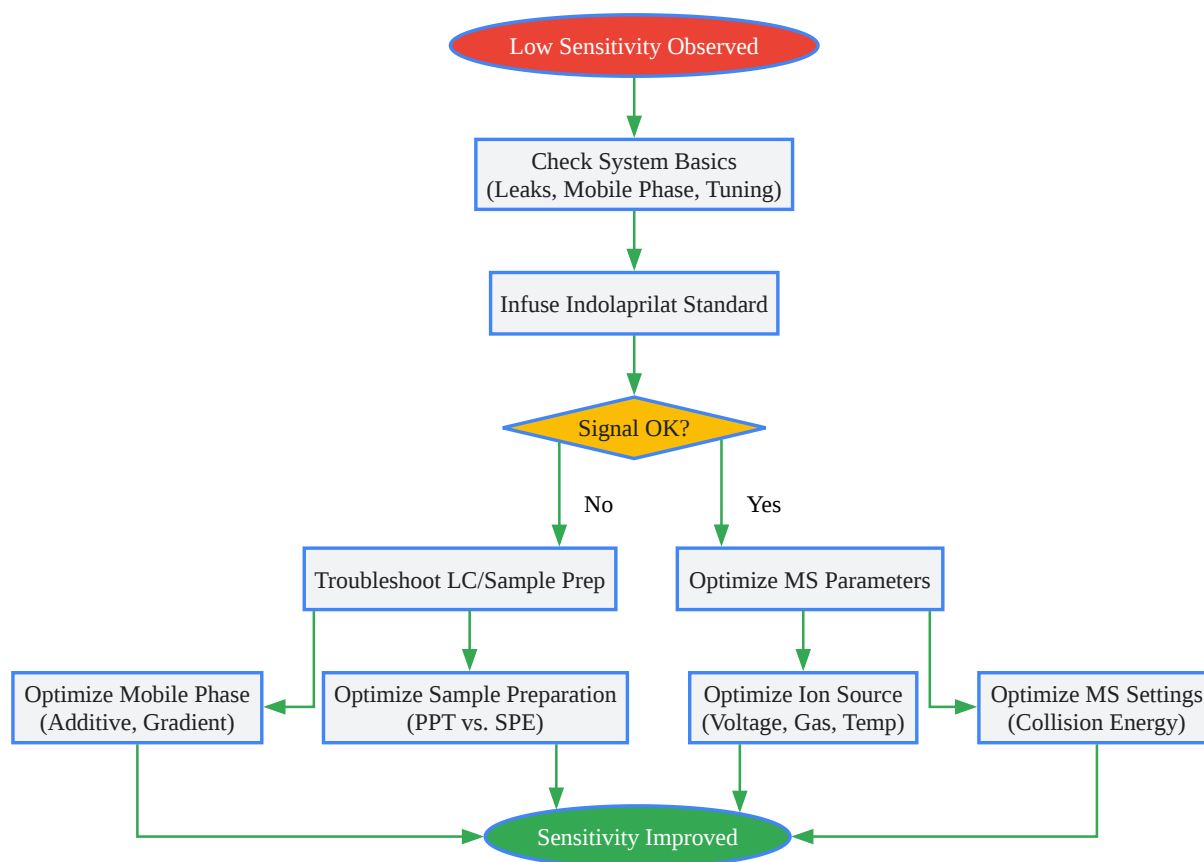 Low Sensitivity Observed
Check System Basics
(Leaks, Mobile Phase, Tuning)
Infuse Indolaprilat Standard
Signal OK?
No
Yes
Troubleshoot LC/Sample Prep
Optimize MS Parameters
Optimize Mobile Phase
(Additive, Gradient)
Optimize Sample Preparation
(PPT vs. SPE)
Optimize Ion Source
(Voltage, Gas, Temp)
Optimize MS Settings
(Collision Energy)
Sensitivity Improved